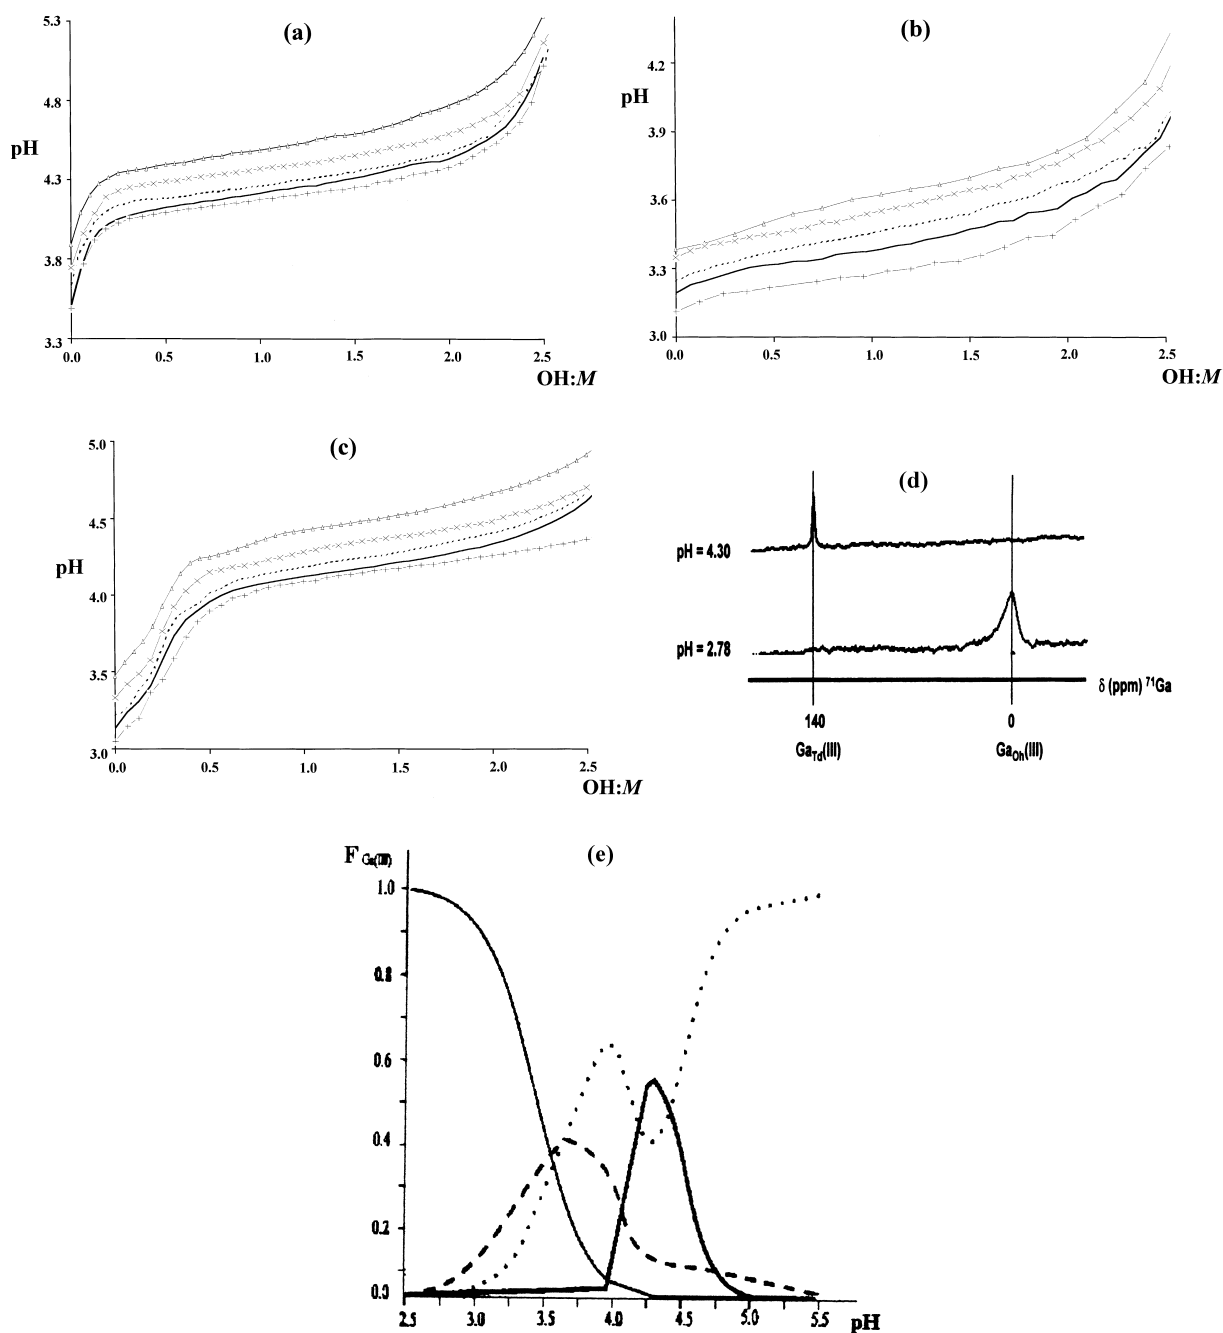 (a)
pH
5.3
4.8
4.3
3.8
3.3
0.0 0.5 1.0 1.5 2.0 2.5
OH:M
(b)
pH
4.2
3.9
3.6
3.3
3.0
0.0 0.5 1.0 1.5 2.0 2.5
OH:M
(c)
pH
5.0
4.5
4.0
3.5
3.0
0.0 0.5 1.0 1.5 2.0 2.5
OH:M
(d)
pH = 4.30
pH = 2.78
δ (ppm) ⁷¹Ga
140 0
GaTd(III) GaOh(III)
(e)
F Ga(III)
1.0
0.8
0.6
0.4
0.2
0.0
2.5 3.0 3.5 4.0 4.5 5.0 5.5
pH